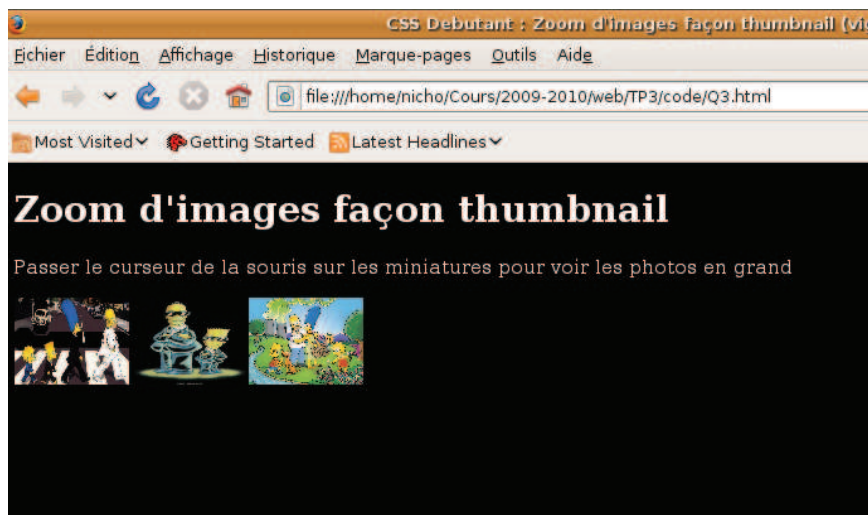 CSS Debutant : Zoom d'images façon thumbnail
Fichier Édition Affichage Historique Marque-pages Outils Aide
file:///home/nicho/Cours/2009-2010/web/TP3/code/Q3.html
Most Visited Getting Started Latest Headlines
Zoom d'images façon thumbnail
Passer le curseur de la souris sur les miniatures pour voir les photos en grand